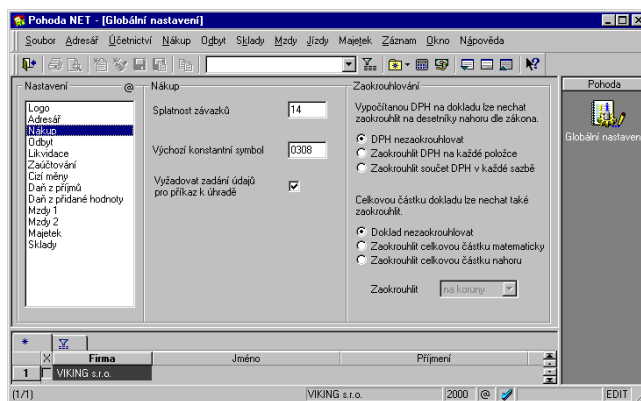 Pohoda NET - [Globální nastavení]
Soubor Adresář Účetnictví Nákup Odbyt Sklady Mzdy Jízdy Majetek Záznam Okno Nápověda
Nastavení @
Logo
Adresář
Nákup
Odbyt
Likvidace
Zaúčtování
Cizí měny
Daň z příjmů
Daň z přidané hodnoty
Mzdy 1
Mzdy 2
Majetek
Sklady
Nákup
Splatnost závazků 14
Výchozí konstantní symbol 0308
Vyžadovat zadání údajů
pro příkaz k úhradě
Zaokrouhlování
Vypočítanou DPH na dokladu lze nechat
zaokrouhlit na desetníky nahoru dle zákona.
DPH nezaokrouhlovat
Zaokrouhlit DPH na každé položce
Zaokrouhlit součet DPH v každé sazbě
Celkovou částku dokladu lze nechat také
zaokrouhlit.
Doklad nezaokrouhlovat
Zaokrouhlit celkovou částku matematicky
Zaokrouhlit celkovou částku nahoru
Zaokrouhlit na koruny
Pohoda
Globální nastaven
*
X Firma Jméno Příjmení
1 VIKING s.r.o.
(1/1) VIKING s.r.o. 2000 @ EDIT